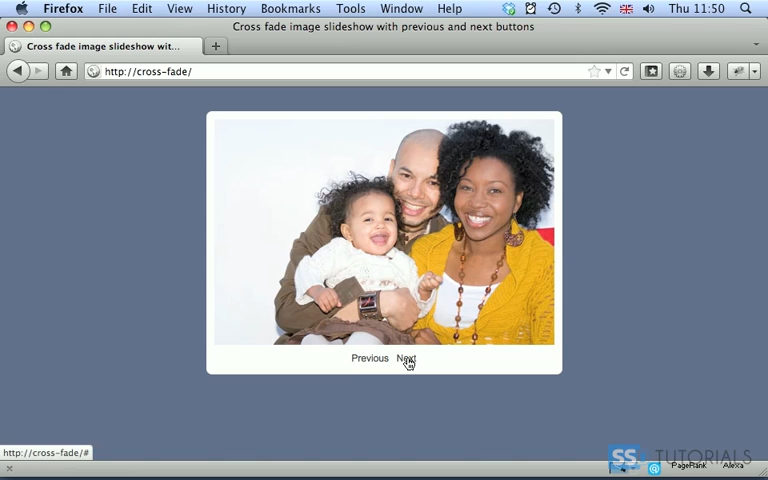 Firefox File Edit View History Bookmarks Tools Window Help Thu 11:50
Cross fade image slideshow with previous and next buttons
Cross fade image slideshow wit...
http://cross-fade/
Previous Next
http://cross-fade/#
SS TUTORIALS
PageRank Alexa